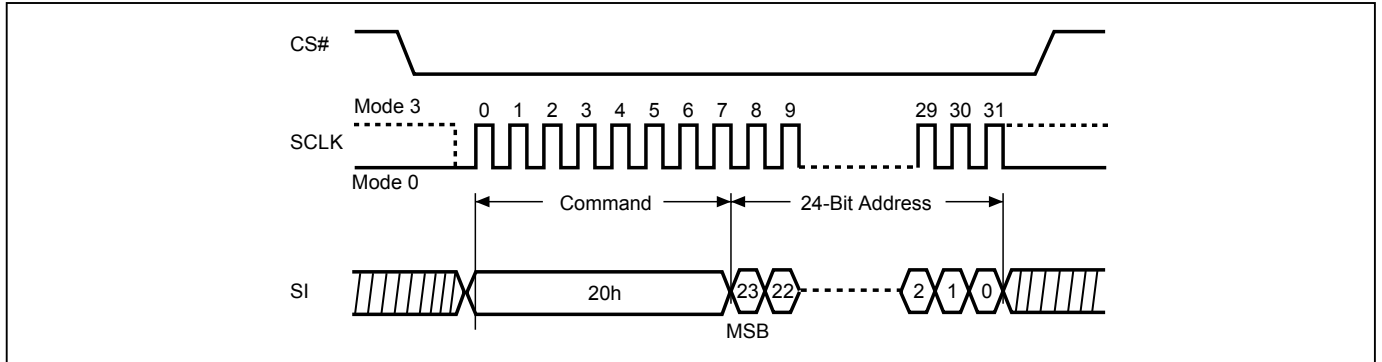 CS#
Mode 3
0 1 2 3 4 5 6 7 8 9 29 30 31
SCLK
Mode 0
Command 24-Bit Address
SI 20h 23 22 2 1 0
MSB